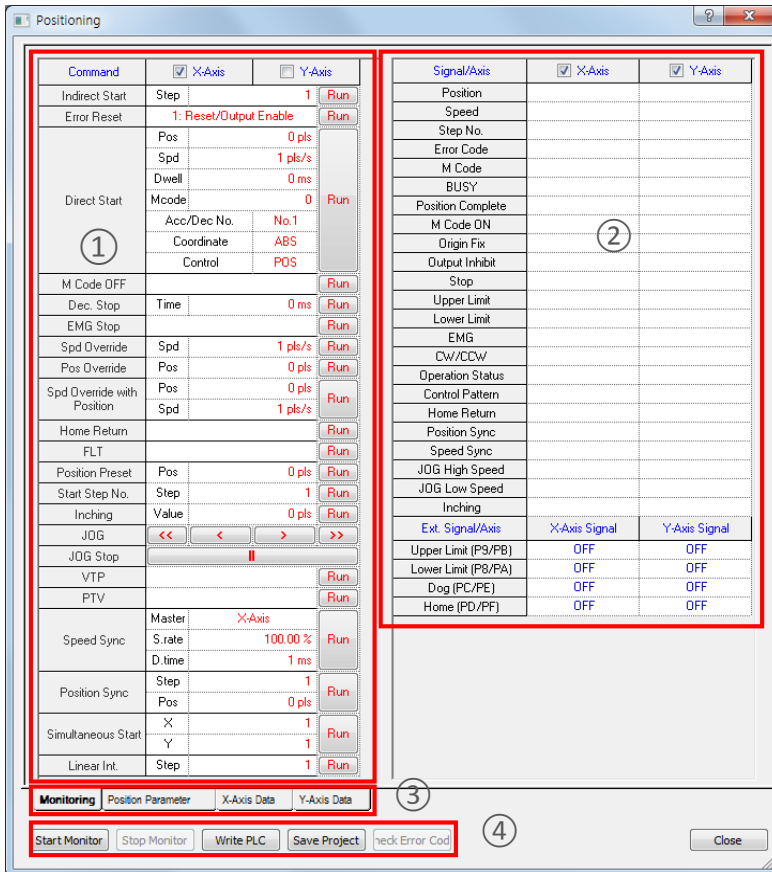 Positioning
?
x
Command X-Axis Y-Axis
Indirect Start Step 1 Run
Error Reset 1: Reset/Output Enable Run
Direct Start
Pos 0 pls
Spd 1 pls/s
Dwell 0 ms
Mcode 0 Run
Acc/Dec No. No.1
Coordinate ABS
Control POS
①
M Code OFF Run
Dec. Stop Time 0 ms Run
EMG Stop Run
Spd Override Spd 1 pls/s Run
Pos Override Pos 0 pls Run
Spd Override with
Position
Pos 0 pls
Spd 1 pls/s
Run
Home Return Run
FLT Run
Position Preset Pos 0 pls Run
Start Step No. Step 1 Run
Inching Value 0 pls Run
JOG << < > >>
JOG Stop II
VTP Run
PTV Run
Speed Sync
Master X-Axis
S.rate 100.00 % Run
D.time 1 ms
Position Sync
Step 1
Pos 0 pls
Run
Simultaneous Start
X 1
Y 1
Run
Linear Int. Step 1 Run
Signal/Axis X-Axis Y-Axis
Position
Speed
Step No.
Error Code
M Code
BUSY
Position Complete
M Code ON
Origin Fix
②
Output Inhibit
Stop
Upper Limit
Lower Limit
EMG
CW/CCW
Operation Status
Control Pattern
Home Return
Position Sync
Speed Sync
JOG High Speed
JOG Low Speed
Inching
Ext. Signal/Axis X-Axis Signal Y-Axis Signal
Upper Limit (P9/PB) OFF OFF
Lower Limit (P8/PA) OFF OFF
Dog (PC/PE) OFF OFF
Home (PD/PF) OFF OFF
Monitoring Position Parameter X-Axis Data Y-Axis Data ③
Start Monitor Stop Monitor Write PLC Save Project heck Error Cod ④ Close